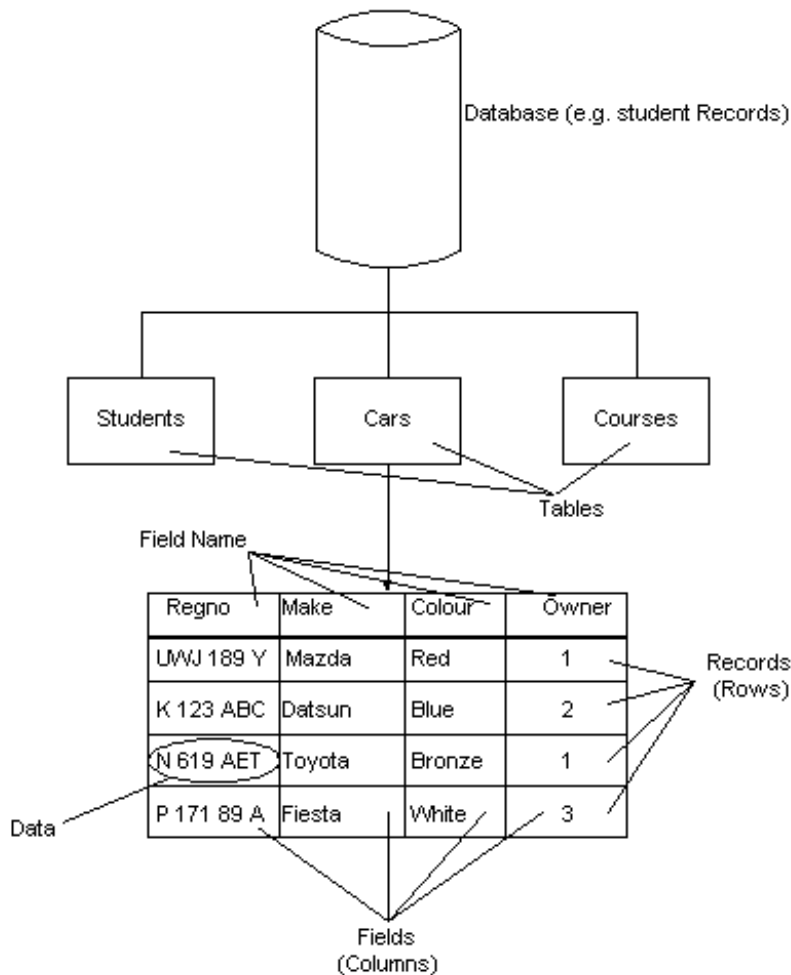 Database (e.g. student Records)
Students
Cars
Courses
Tables
Field Name
Regno Make Colour Owner
UWJ 189 Y Mazda Red 1
Records
(Rows)
K 123 ABC Datsun Blue 2
N 619 AET Toyota Bronze 1
P 171 89 A Fiesta White 3
Data
Fields
(Columns)